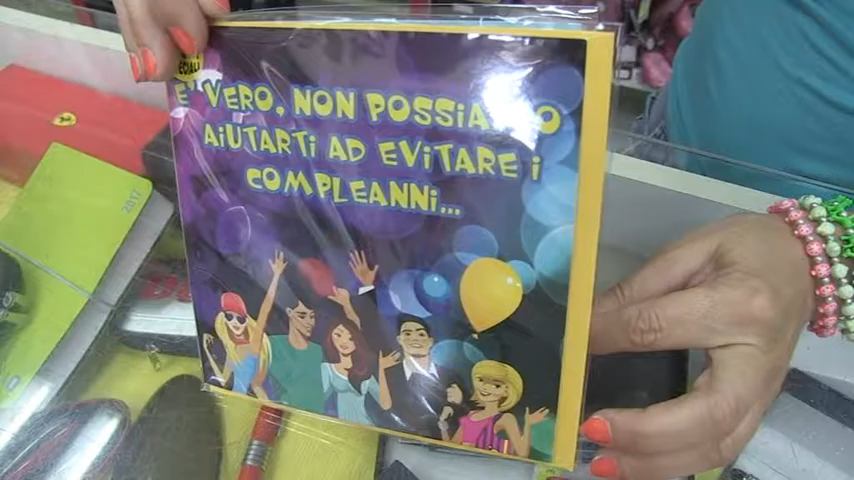 E' VERO, NON POSSIAMO
AiUTARTi AD EViTARE i
COMPLEANNi...
2017